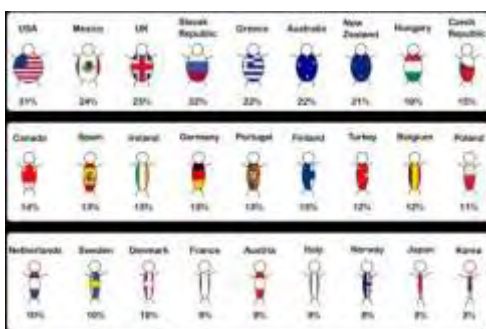 USA Mexico UK Slovak Republic Greece Australia New Zealand Hungary Czech Republic
31% 24% 23% 22% 22% 22% 21% 19% 15%
Canada Spain Ireland Germany Portugal Finland Turkey Belgium Poland
14% 13% 13% 13% 13% 13% 12% 12% 11%
Netherlands Sweden Denmark France Austria Italy Norway Japan Korea
10% 10% 10% 9% 9% 9% 8% 3% 3%